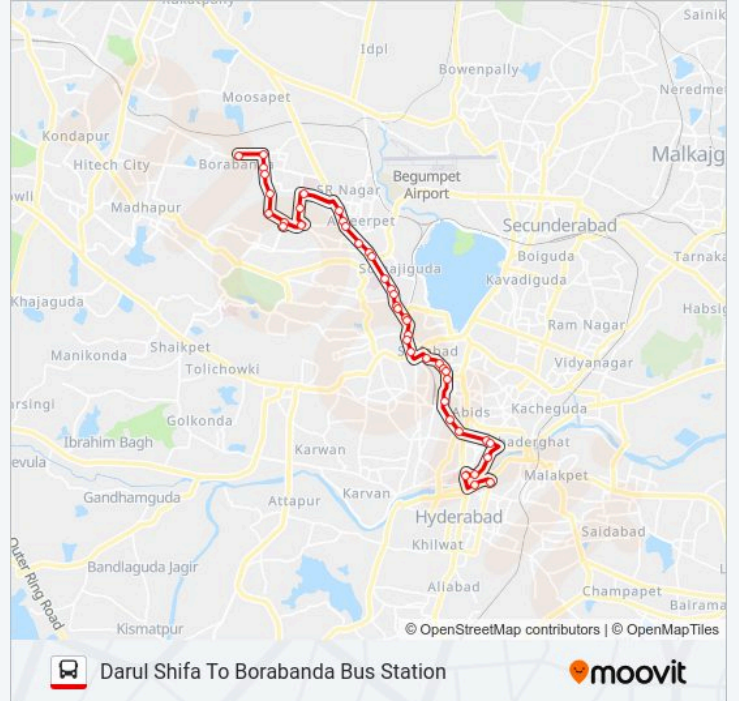 Sainik
Idpl
Bowenpally
Neredmet
Moosapet
Kondapur
Hitech City
Borabanda
Malkajg
Begumpet
Airport
SR Nagar
Madhapur
Ameerpet
Secunderabad
Boiguda
Tarnaka
Somajiguda
Kavadiguda
Khajaguda
Habsig
Ram Nagar
Shaikpet
Manikonda
Tolichowki
Vidyanagar
Abids
Kacheguda
Golkonda
Ibrahim Bagh
Karwan
aderghat
Malakpet
Gandhamguda
Attapur
Karvan
Hyderabad
Saidabad
Khilwat
Outer Ring Road
Bandlaguda Jagir
Aliabad
Champapet
Bairama
Kismatpur
© OpenStreetMap contributors | © OpenMapTiles
Darul Shifa To Borabanda Bus Station
moovit